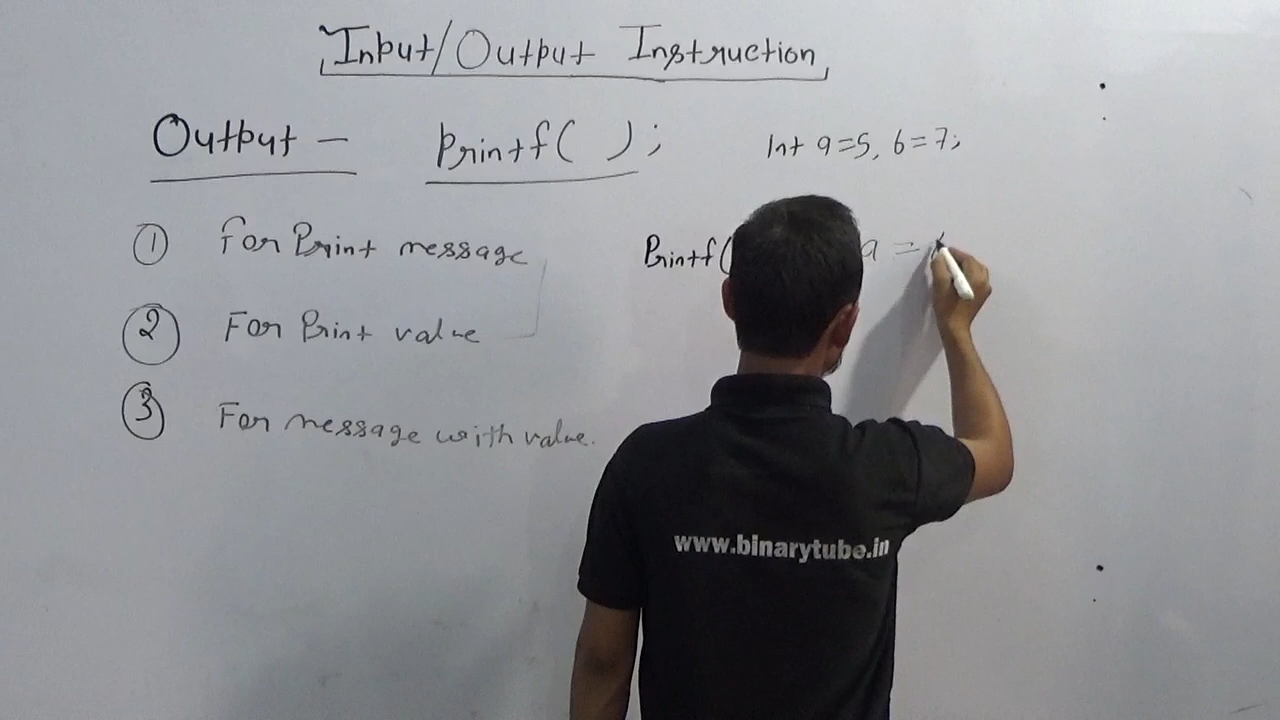 Input/Output Instruction
Output - Printf( ); Int a=5, b=7;
① For Print message
Printf( a =
② For Print value
③ For message with value.
www.binarytube.in